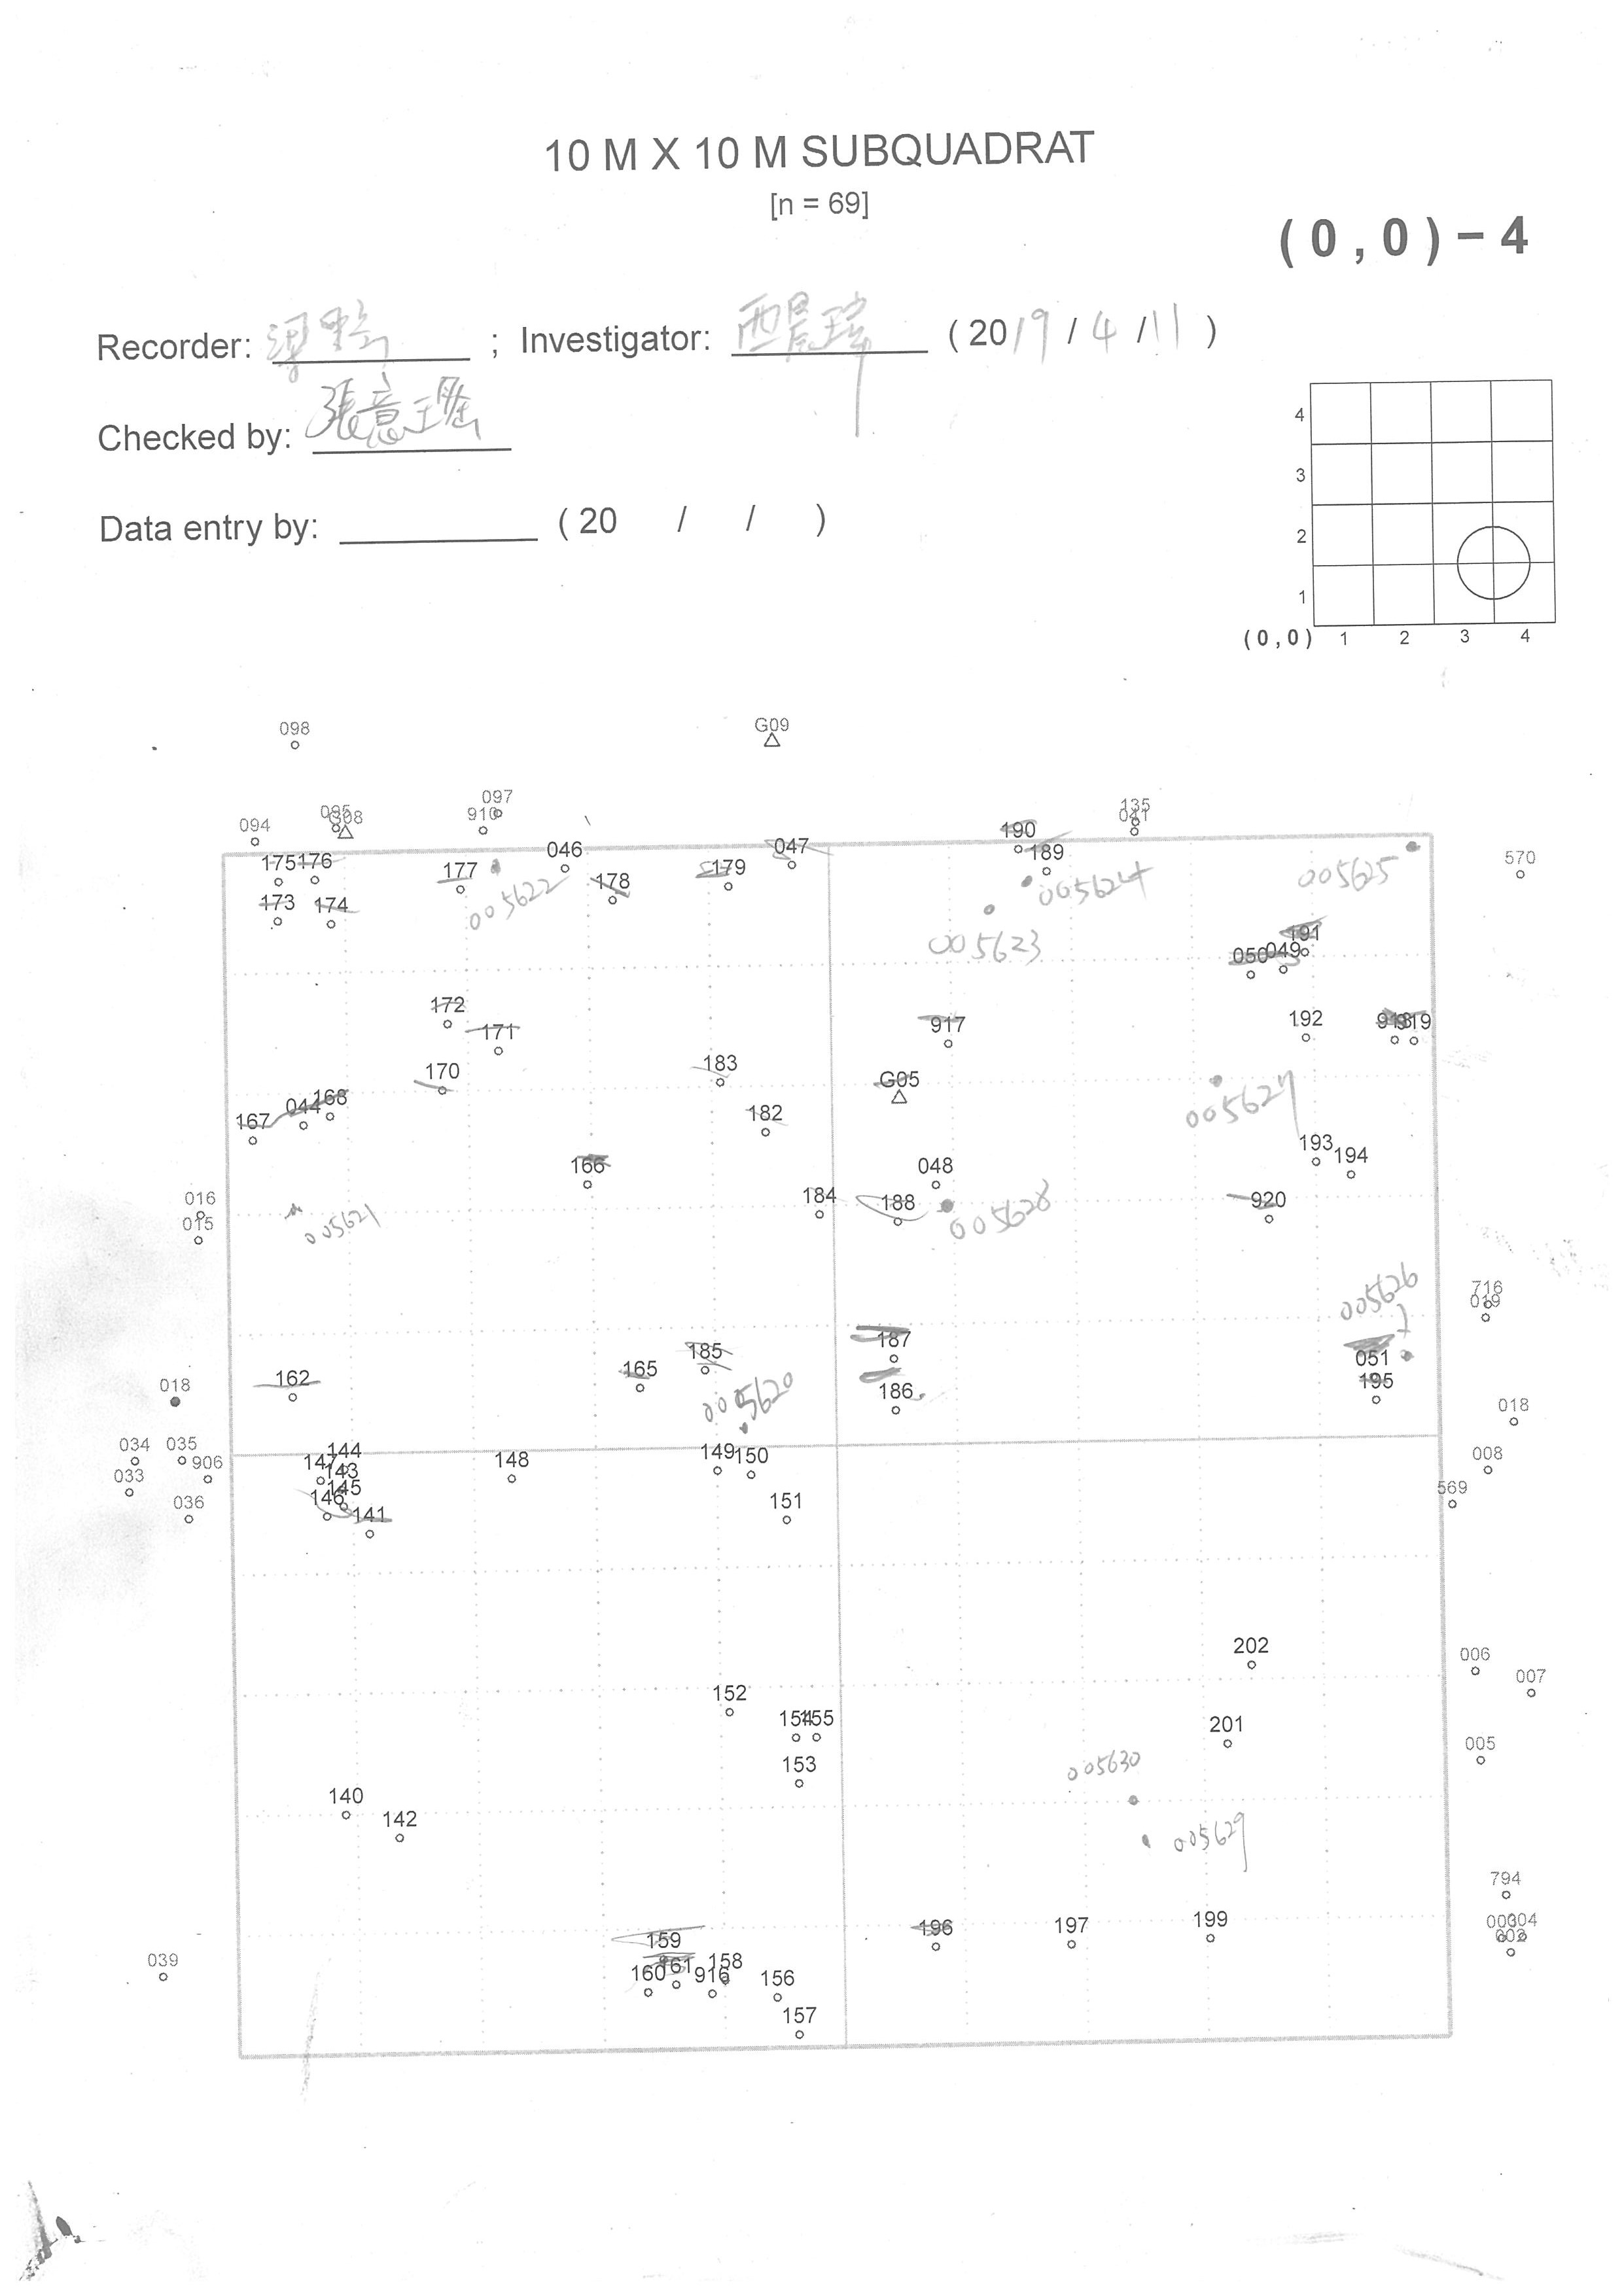 10 M X 10 M SUBQUADRAT
[n = 69]
(0,0)-4
Recorder: ; Investigator: (2019/4/11)
Checked by: 張意
Data entry by: (20 / / )
4
3
2
1
(0,0) 1 2 3 4
098 G09
097
094 095 G08 910 135 041
190
175 176 177 046 178 179 047 189 005625 570
173 174 005622 005624
005623 191
050 049
172 171 917 192 918 919
170 183 G05 005627
167 044 168 182
166 048 193 194
016 184 188 920
015 005621 005628
005626 716
019
187
162 165 185 051
018 005620 186 195 018
034 035 144 149 150 008
033 906 147 143 148 569
036 146 145 141 151
202 006
007
152 201
154 155 005
153 005630
140
142 005629
794
196 197 199 003 004
002
039 159
160 161 916 158 156
157